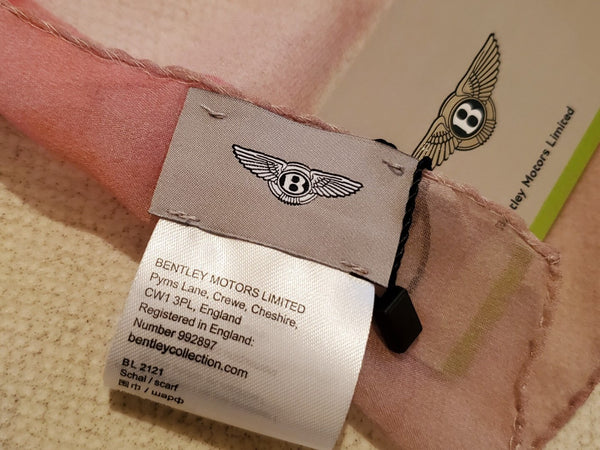 B
B
tley Motors Limited
BENTLEY MOTORS LIMITED
Pyms Lane, Crewe, Cheshire,
CW1 3PL, England
Registered in England:
Number 992897
bentleycollection.com
BL 2121
Schal / scarf
围巾 / шарф